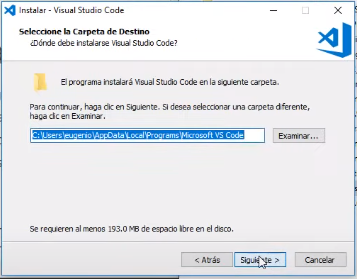 Instalar - Visual Studio Code
Seleccione la Carpeta de Destino
¿Dónde debe instalarse Visual Studio Code?
El programa instalará Visual Studio Code en la siguiente carpeta.
Para continuar, haga clic en Siguiente. Si desea seleccionar una carpeta diferente,
haga clic en Examinar.
C:\Users\eugenio\AppData\Local\Programs\Microsoft VS Code
Examinar...
Se requieren al menos 193.0 MB de espacio libre en el disco.
< Atrás
Siguiente >
Cancelar